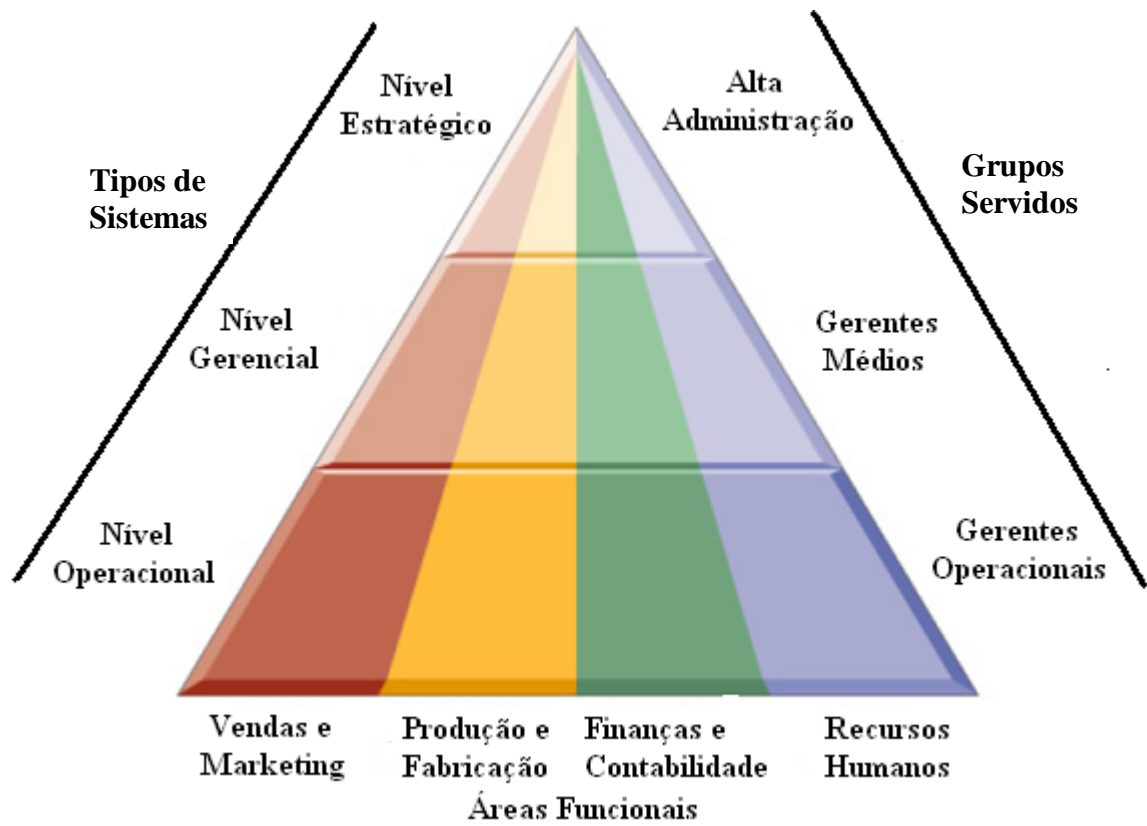 Nível
Estratégico
Alta
Administração
Tipos de
Sistemas
Grupos
Servidos
Nível
Gerencial
Gerentes
Médios
Nível
Operacional
Gerentes
Operacionais
Vendas e
Marketing
Produção e
Fabricação
Finanças e
Contabilidade
Recursos
Humanos
Áreas Funcionais